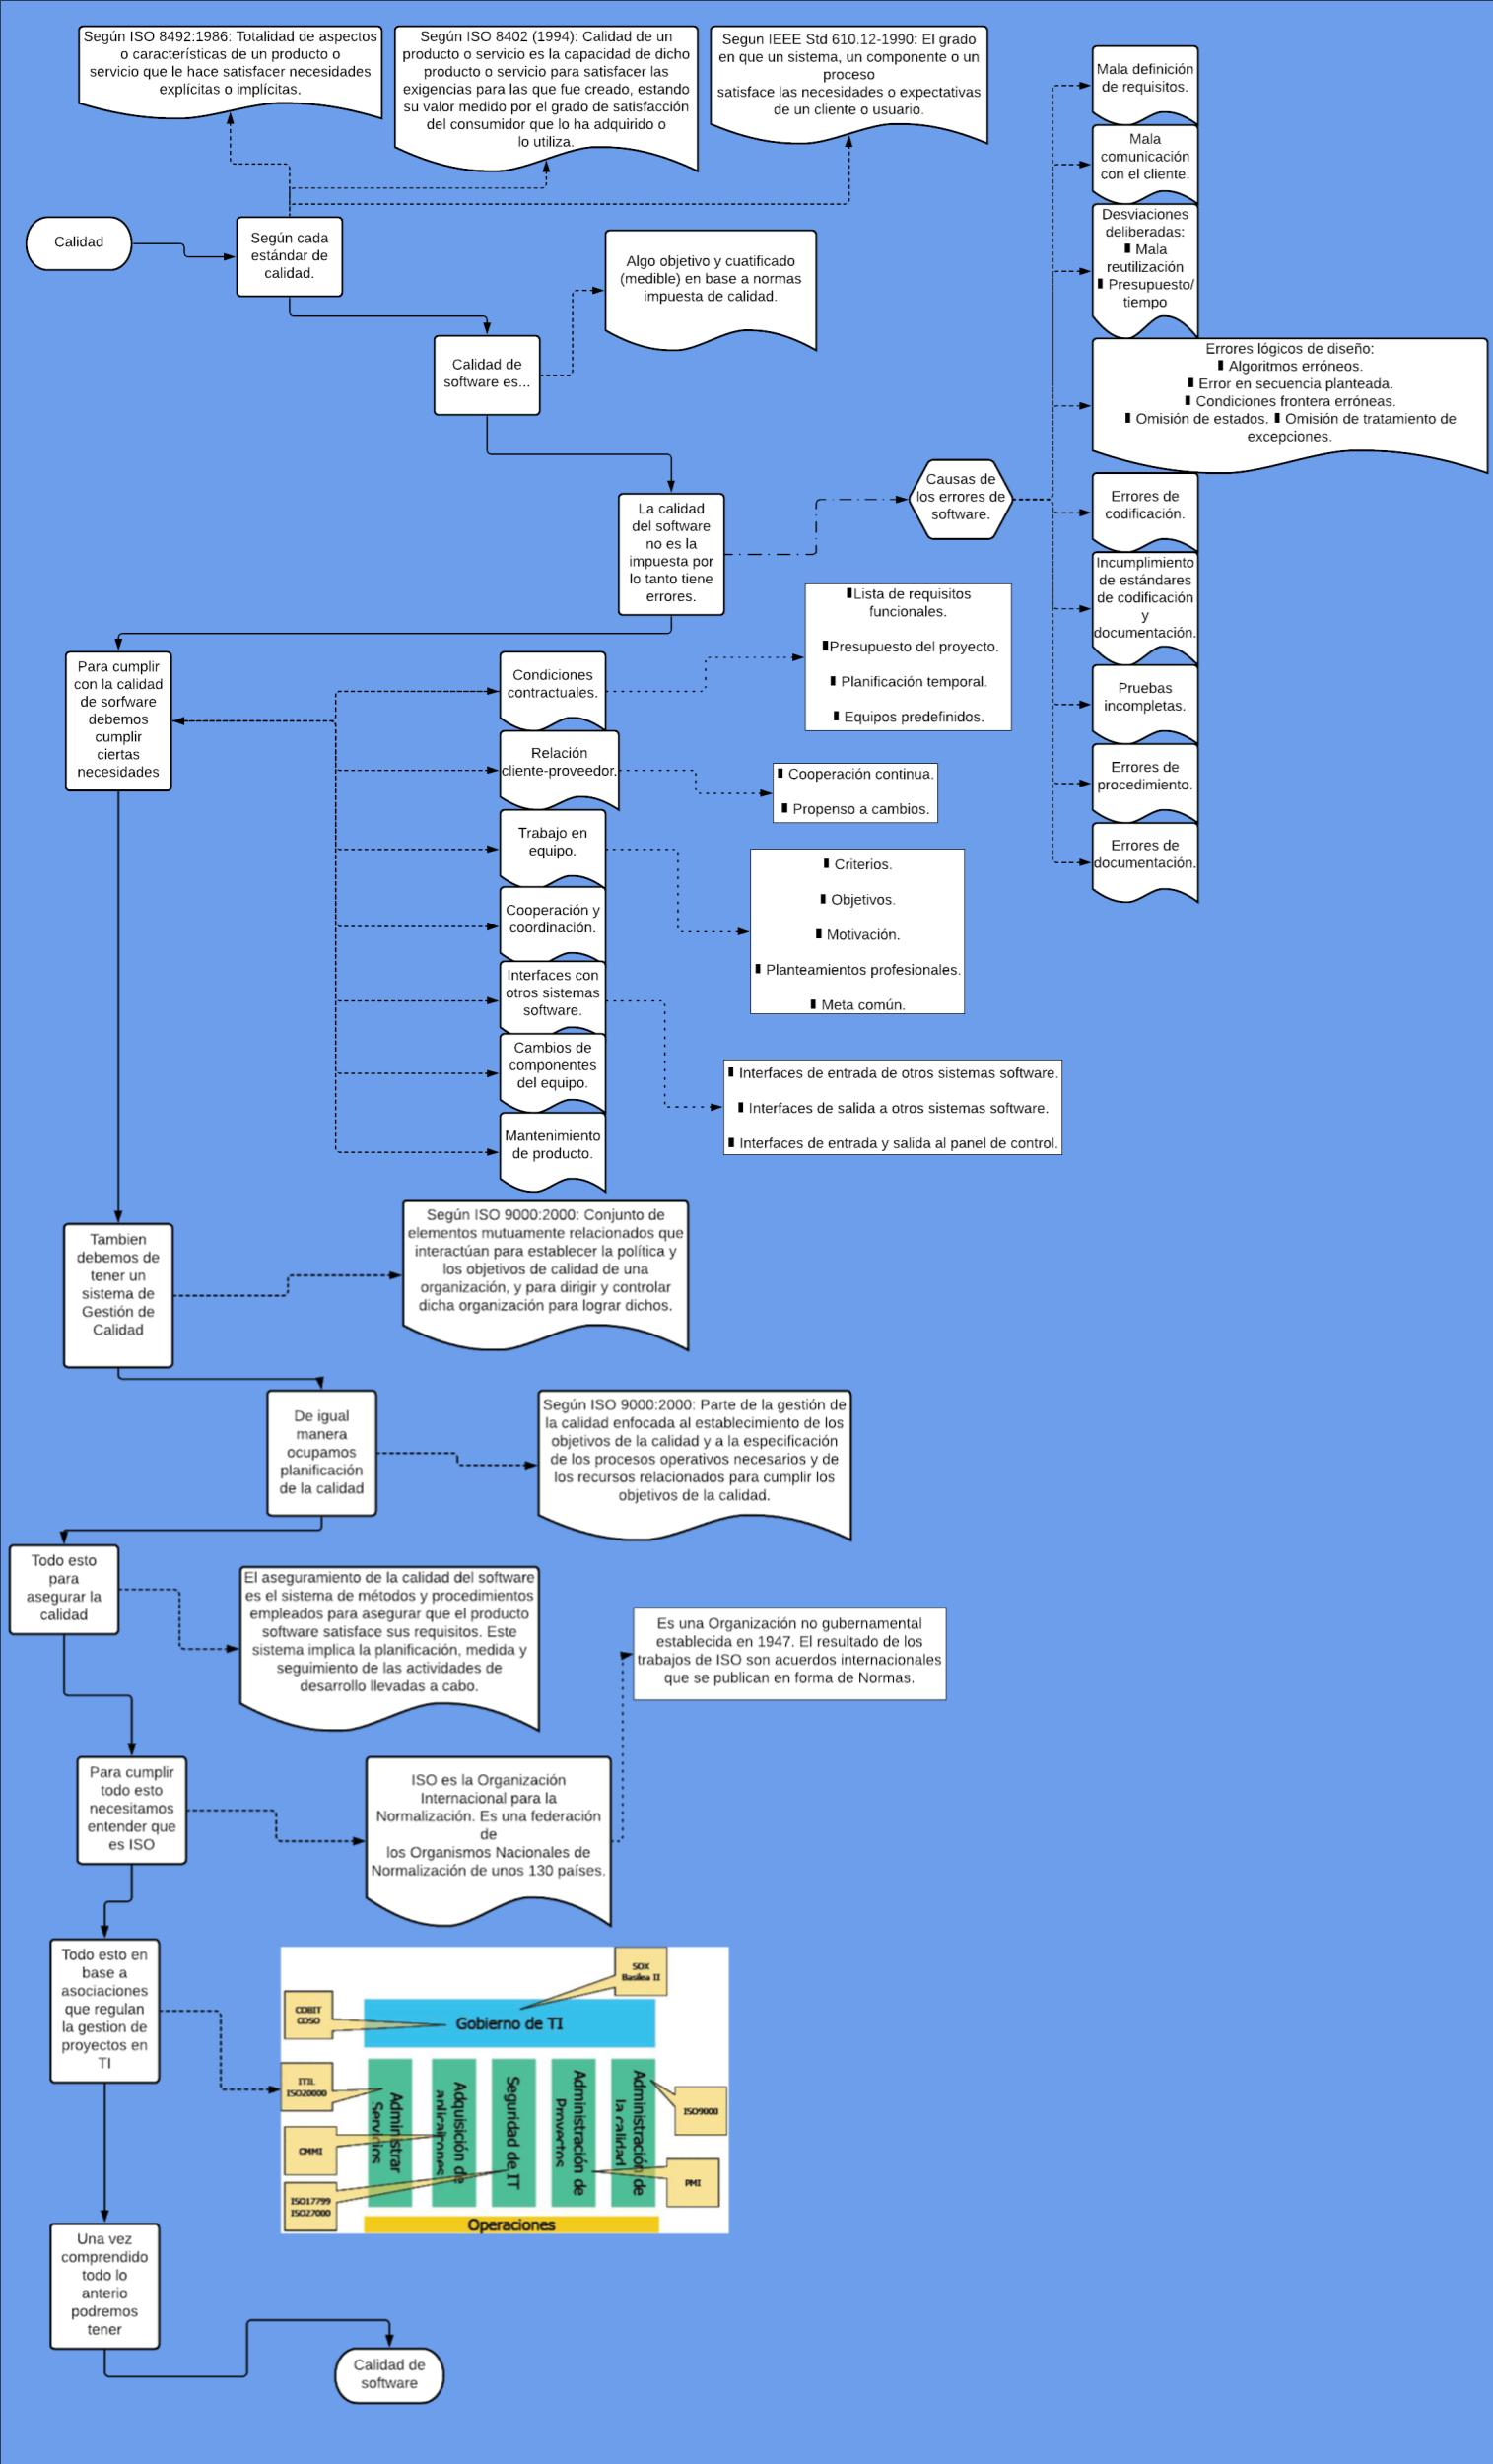 Según ISO 8492:1986: Totalidad de aspectos
o características de un producto o
servicio que le hace satisfacer necesidades
explícitas o implícitas.
Según ISO 8402 (1994): Calidad de un
producto o servicio es la capacidad de dicho
producto o servicio para satisfacer las
exigencias para las que fue creado, estando
su valor medido por el grado de satisfacción
del consumidor que lo ha adquirido o
lo utiliza.
Segun IEEE Std 610.12-1990: El grado
en que un sistema, un componente o un
proceso
satisface las necesidades o expectativas
de un cliente o usuario.
Calidad
Según cada
estándar de
calidad.
Algo objetivo y cuatificado
(medible) en base a normas
impuesta de calidad.
Calidad de
software es...
La calidad
del software
no es la
impuesta por
lo tanto tiene
errores.
Causas de
los errores de
software.
Mala definición
de requisitos.
Mala
comunicación
con el cliente.
Desviaciones
deliberadas:
▮ Mala
reutilización
▮ Presupuesto/
tiempo
Errores lógicos de diseño:
▮ Algoritmos erróneos.
▮ Error en secuencia planteada.
▮ Condiciones frontera erróneas.
▮ Omisión de estados. ▮ Omisión de tratamiento de
excepciones.
Errores de
codificación.
Incumplimiento
de estándares
de codificación
y
documentación.
Pruebas
incompletas.
Errores de
procedimiento.
Errores de
documentación.
Para cumplir
con la calidad
de sorfware
debemos
cumplir
ciertas
necesidades
Condiciones
contractuales.
▮Lista de requisitos
funcionales.
▮Presupuesto del proyecto.
▮ Planificación temporal.
▮ Equipos predefinidos.
Relación
cliente-proveedor.
▮ Cooperación continua.
▮ Propenso a cambios.
Trabajo en
equipo.
▮ Criterios.
▮ Objetivos.
▮ Motivación.
▮ Planteamientos profesionales.
▮ Meta común.
Cooperación y
coordinación.
Interfaces con
otros sistemas
software.
▮ Interfaces de entrada de otros sistemas software.
▮ Interfaces de salida a otros sistemas software.
▮ Interfaces de entrada y salida al panel de control.
Cambios de
componentes
del equipo.
Mantenimiento
de producto.
Tambien
debemos de
tener un
sistema de
Gestión de
Calidad
Según ISO 9000:2000: Conjunto de
elementos mutuamente relacionados que
interactúan para establecer la política y
los objetivos de calidad de una
organización, y para dirigir y controlar
dicha organización para lograr dichos.
De igual
manera
ocupamos
planificación
de la calidad
Según ISO 9000:2000: Parte de la gestión de
la calidad enfocada al establecimiento de los
objetivos de la calidad y a la especificación
de los procesos operativos necesarios y de
los recursos relacionados para cumplir los
objetivos de la calidad.
Todo esto
para
asegurar la
calidad
El aseguramiento de la calidad del software
es el sistema de métodos y procedimientos
empleados para asegurar que el producto
software satisface sus requisitos. Este
sistema implica la planificación, medida y
seguimiento de las actividades de
desarrollo llevadas a cabo.
Es una Organización no gubernamental
establecida en 1947. El resultado de los
trabajos de ISO son acuerdos internacionales
que se publican en forma de Normas.
Para cumplir
todo esto
necesitamos
entender que
es ISO
ISO es la Organización
Internacional para la
Normalización. Es una federación
de
los Organismos Nacionales de
Normalización de unos 130 países.
Todo esto en
base a
asociaciones
que regulan
la gestion de
proyectos en
TI
SOX
Basilea II
COBIT
COSO
Gobierno de TI
ITIL
ISO20000
CMMI
ISO17799
ISO27000
Administrar
Servicios
Adquisición de
aplicaciones
Seguridad de IT
Administración de
Proyectos
Administración de
la calidad
ISO9000
PMI
Operaciones
Una vez
comprendido
todo lo
anterio
podremos
tener
Calidad de
software